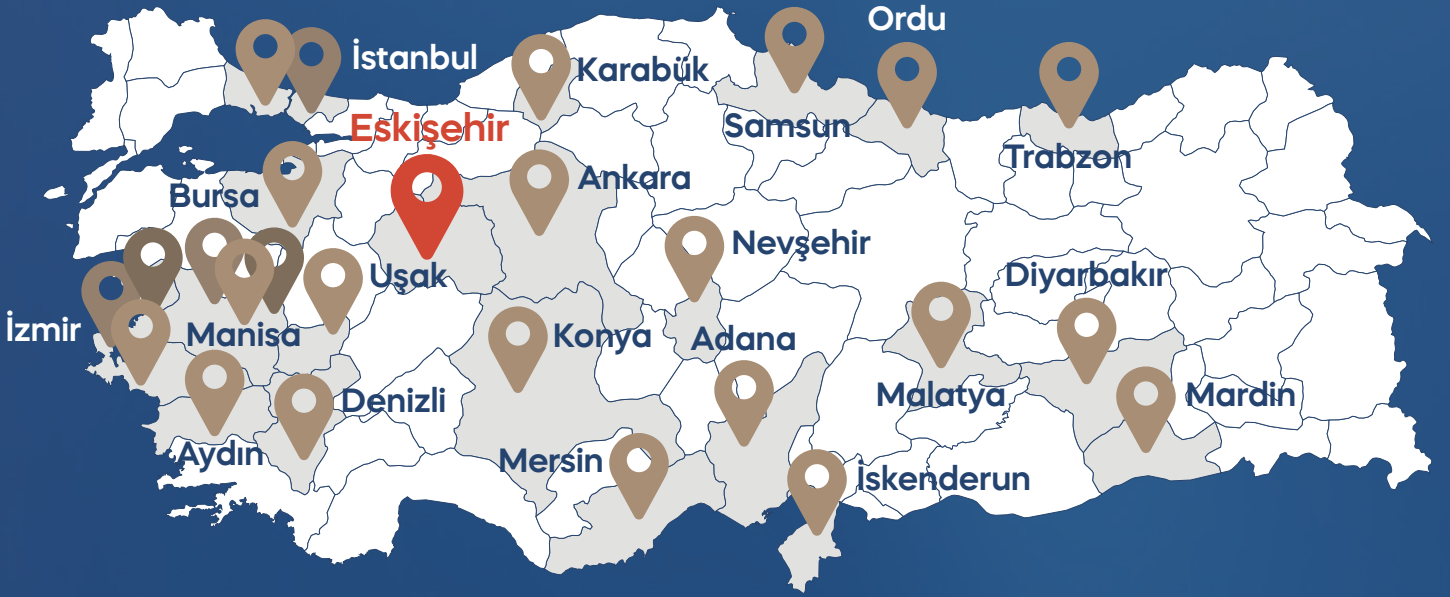 Ordu
İstanbul
Karabük
Samsun
Eskişehir
Trabzon
Ankara
Bursa
Nevşehir
Uşak
Diyarbakır
İzmir
Manisa
Konya
Adana
Malatya
Mardin
Denizli
Aydın
Mersin
İskenderun